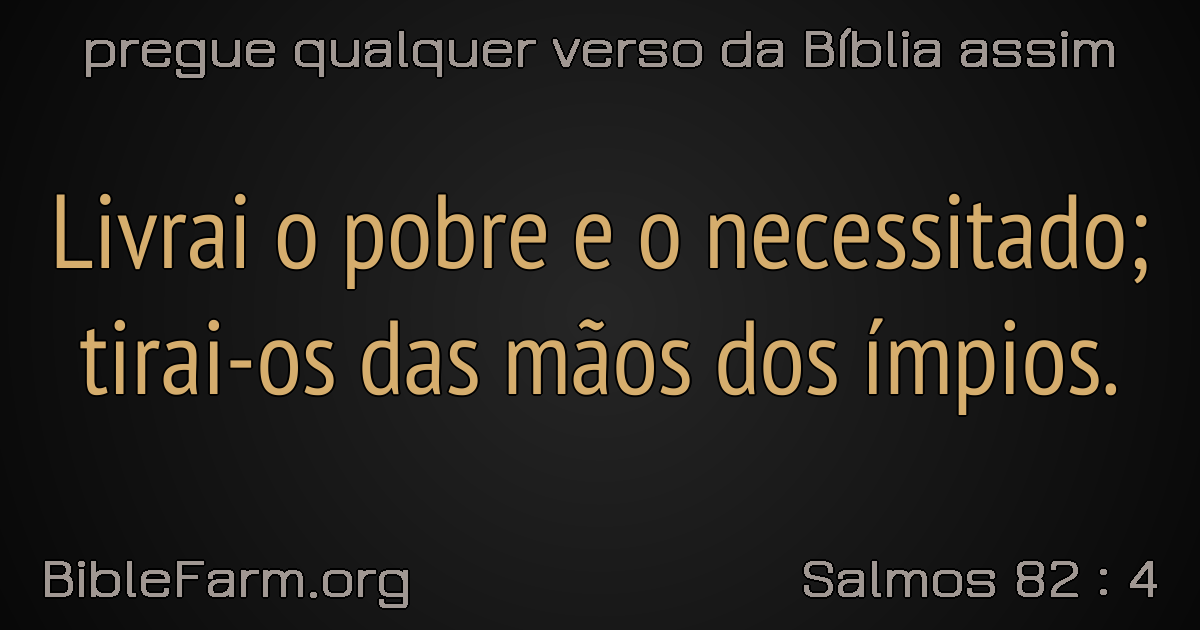 pregue qualquer verso da Bíblia assim
Livrai o pobre e o necessitado;
tirai-os das mãos dos ímpios.
BibleFarm.org
Salmos 82 : 4